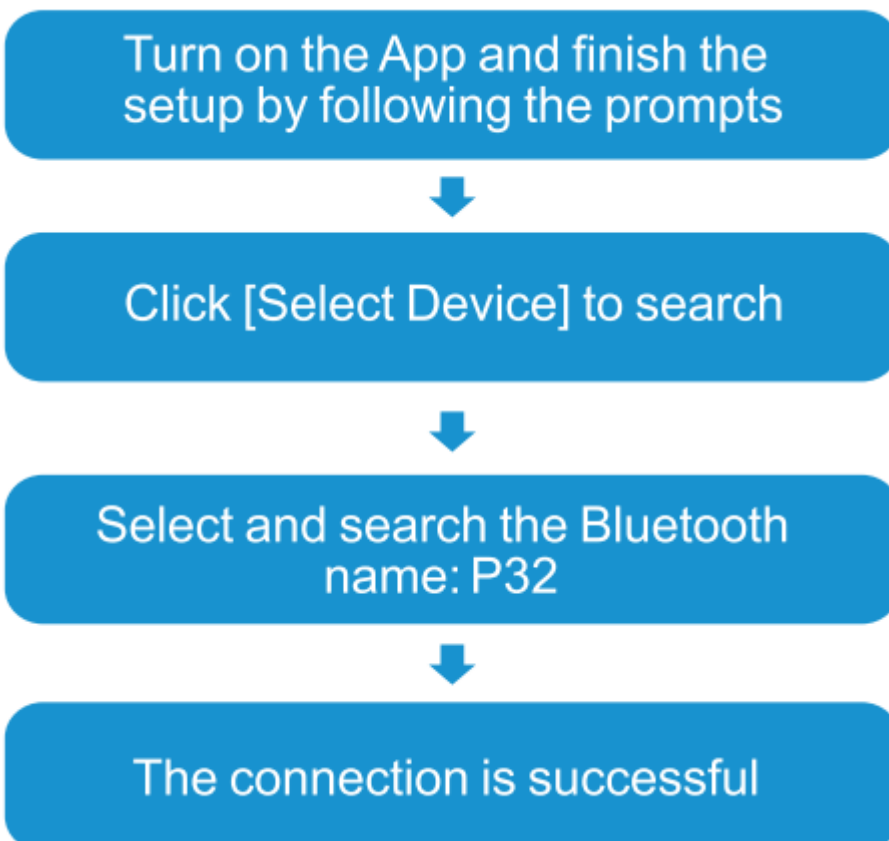 Turn on the App and finish the
setup by following the prompts
Click [Select Device] to search
Select and search the Bluetooth
name: P32
The connection is successful